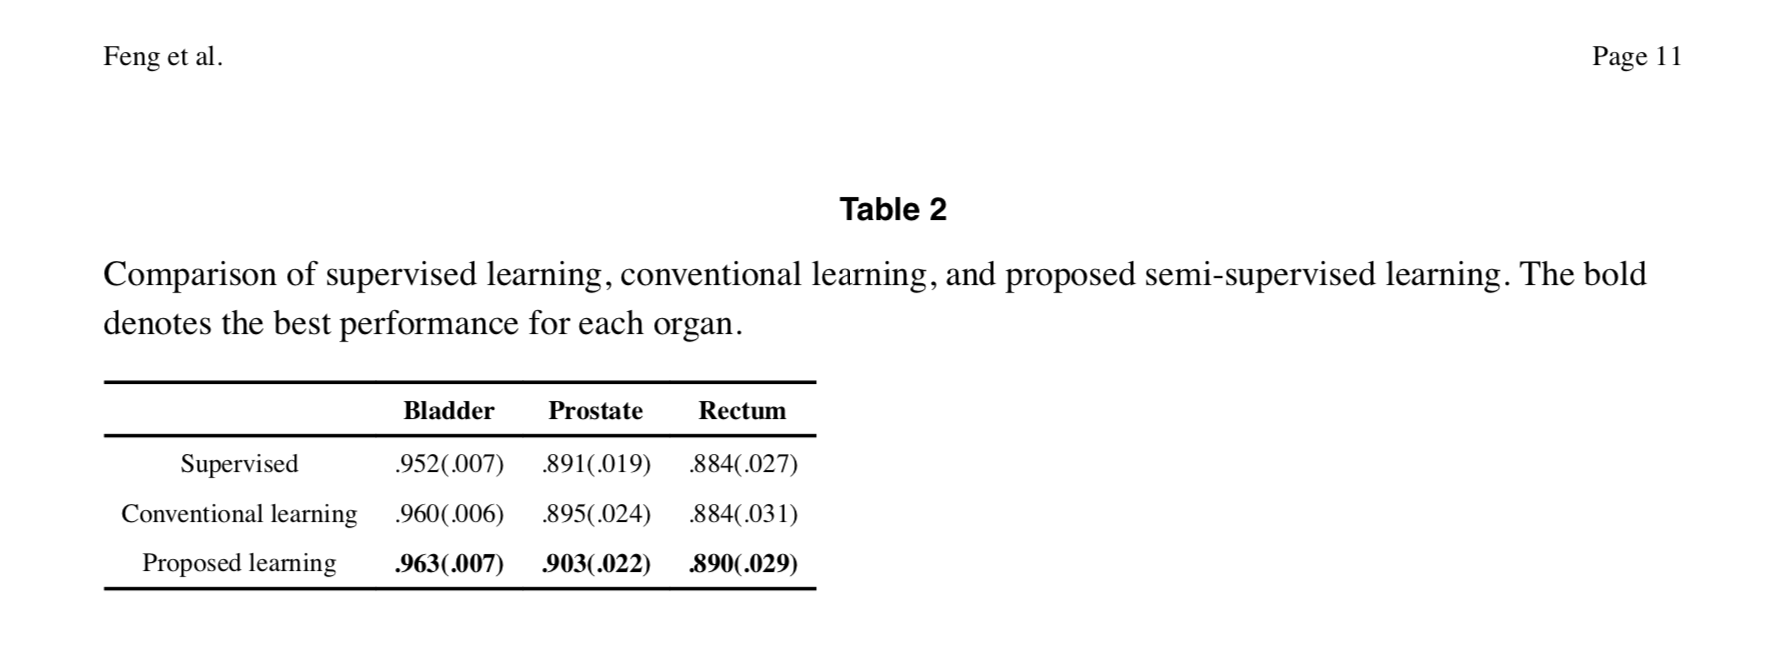 Feng et al. Page 11
Table 2
Comparison of supervised learning, conventional learning, and proposed semi-supervised learning. The bold
denotes the best performance for each organ.
Bladder Prostate Rectum
Supervised .952(.007) .891(.019) .884(.027)
Conventional learning .960(.006) .895(.024) .884(.031)
Proposed learning .963(.007) .903(.022) .890(.029)